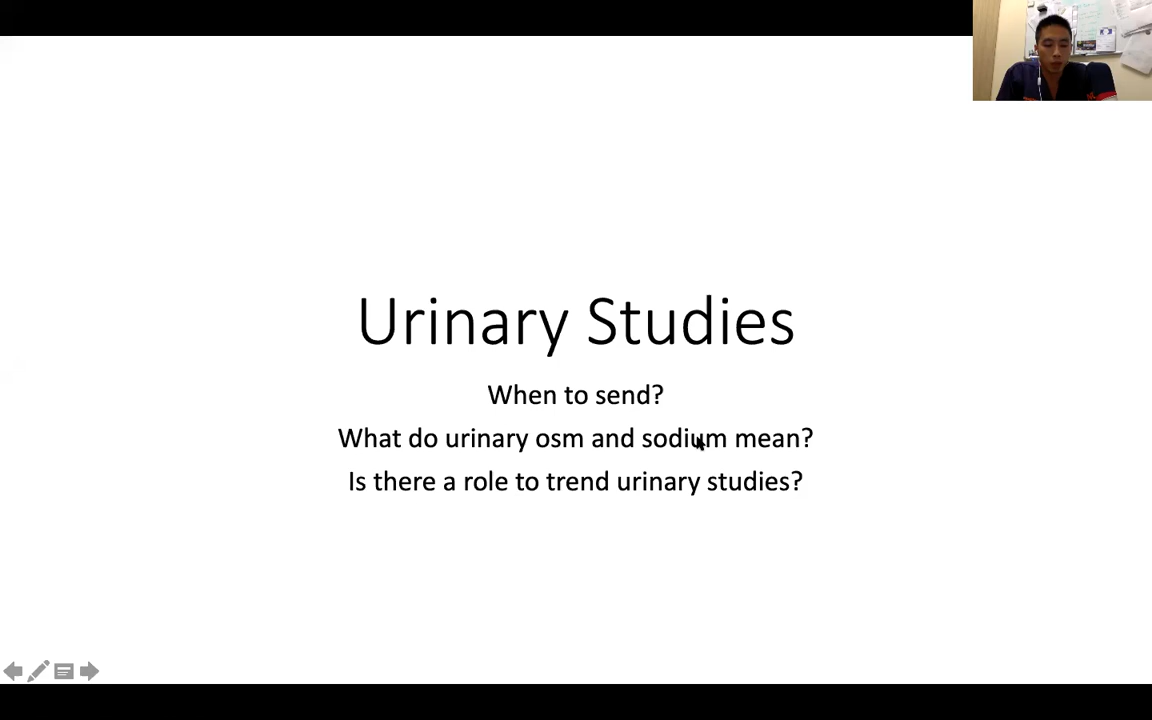 Urinary Studies
When to send?
What do urinary osm and sodium mean?
Is there a role to trend urinary studies?